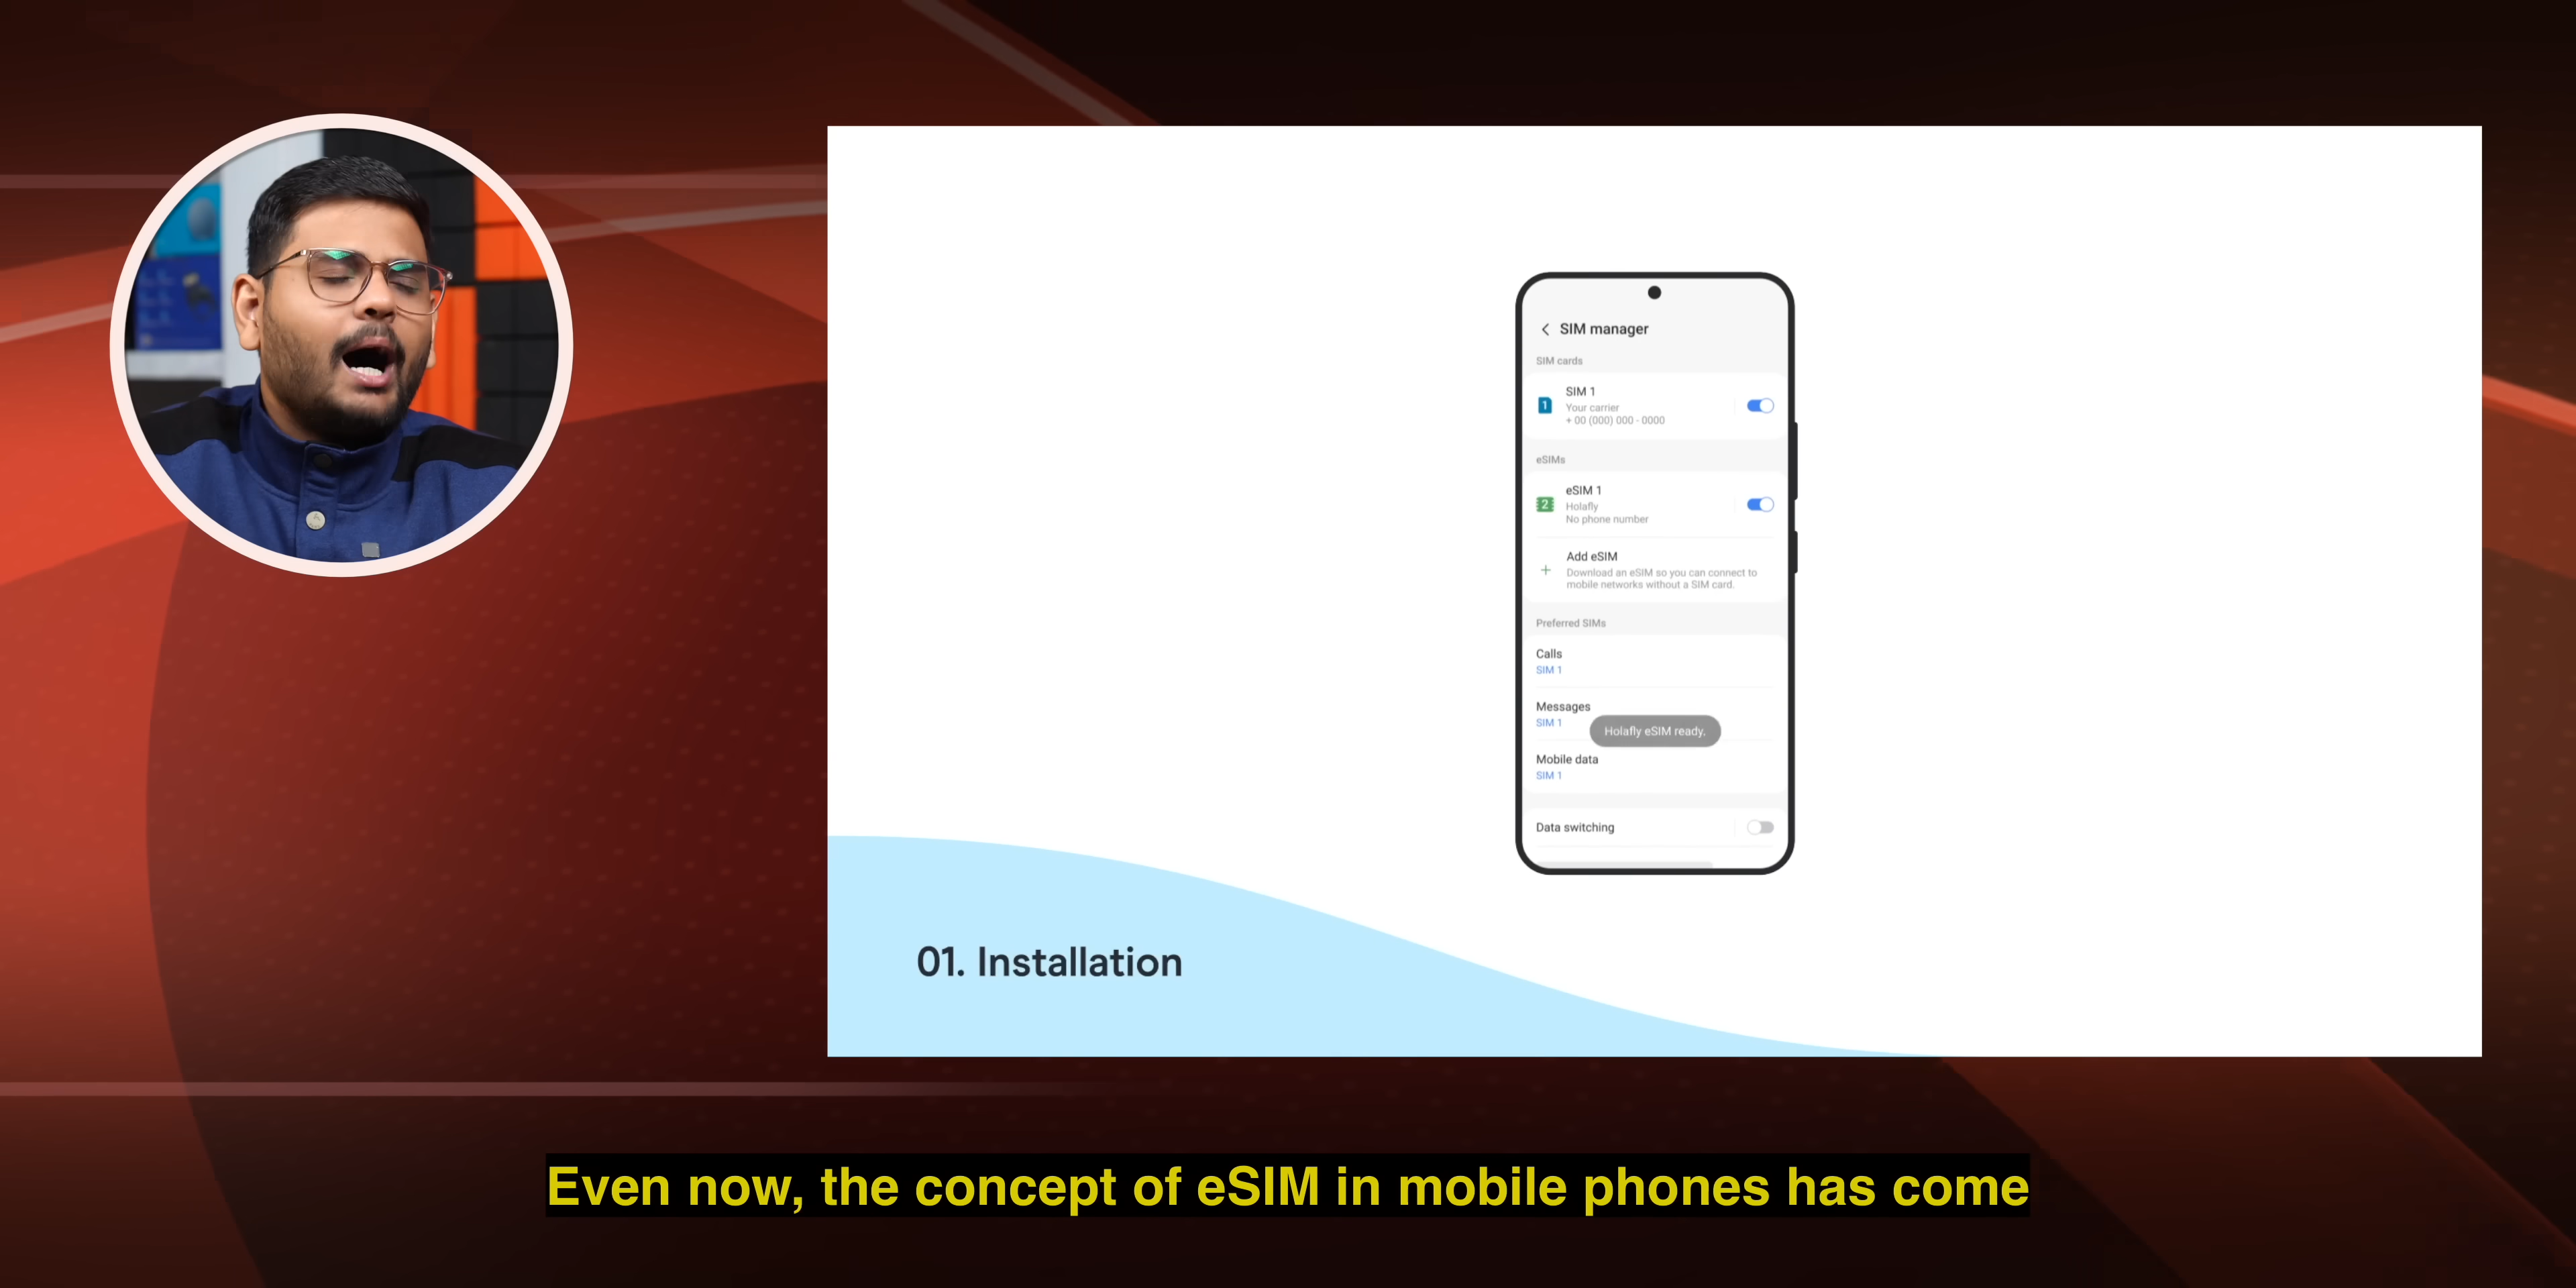 SIM manager
SIM cards
1
SIM 1
Your carrier
+ 00 (000) 000 - 0000
eSIMs
2
eSIM 1
Holafly
No phone number
+
Add eSIM
Download an eSIM so you can connect to
mobile networks without a SIM card.
Preferred SIMs
Calls
SIM 1
Messages
SIM 1
Holafly eSIM ready.
Mobile data
SIM 1
Data switching
01. Installation
Even now, the concept of eSIM in mobile phones has come